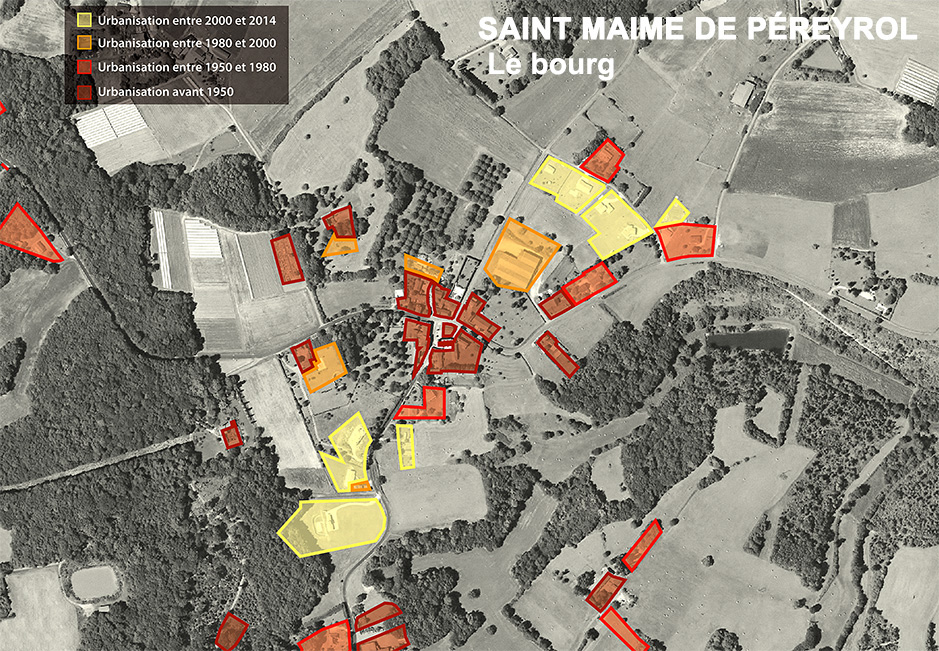 SAINT MAIME DE PÉREYROL
Le bourg
Urbanisation entre 2000 et 2014
Urbanisation entre 1980 et 2000
Urbanisation entre 1950 et 1980
Urbanisation avant 1950